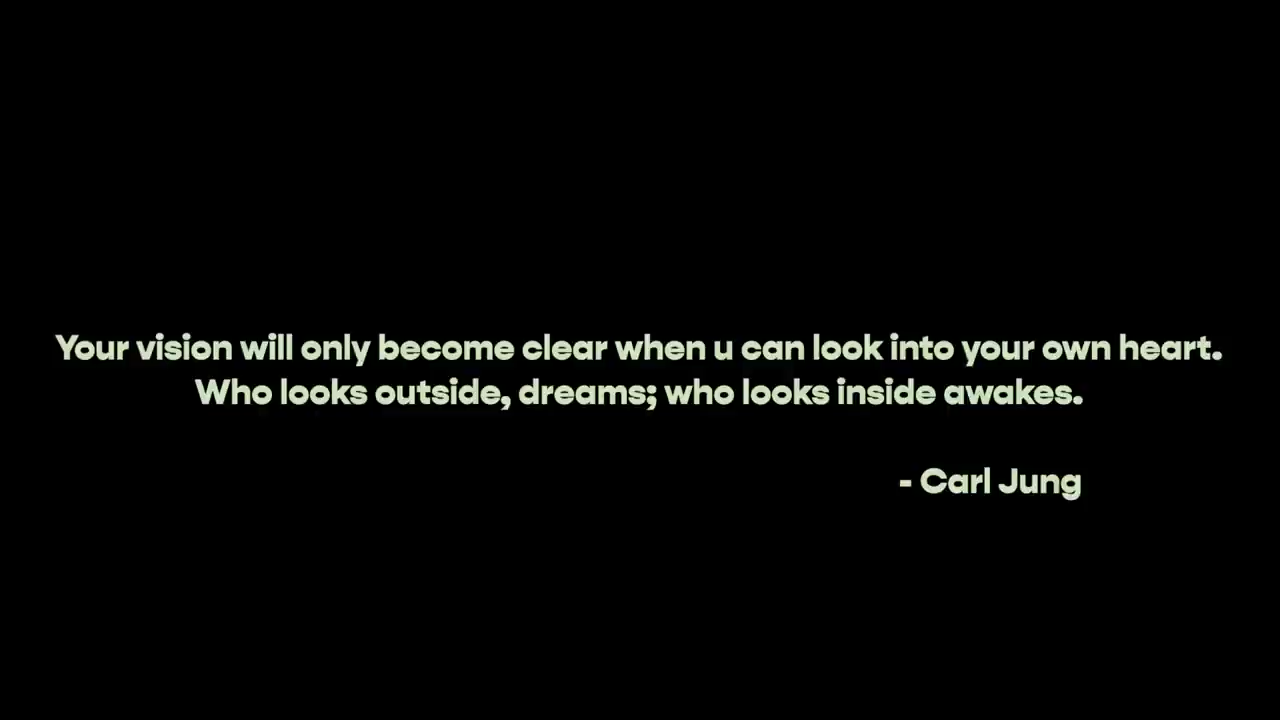 Your vision will only become clear when u can look into your own heart.
Who looks outside, dreams; who looks inside awakes.
- Carl Jung